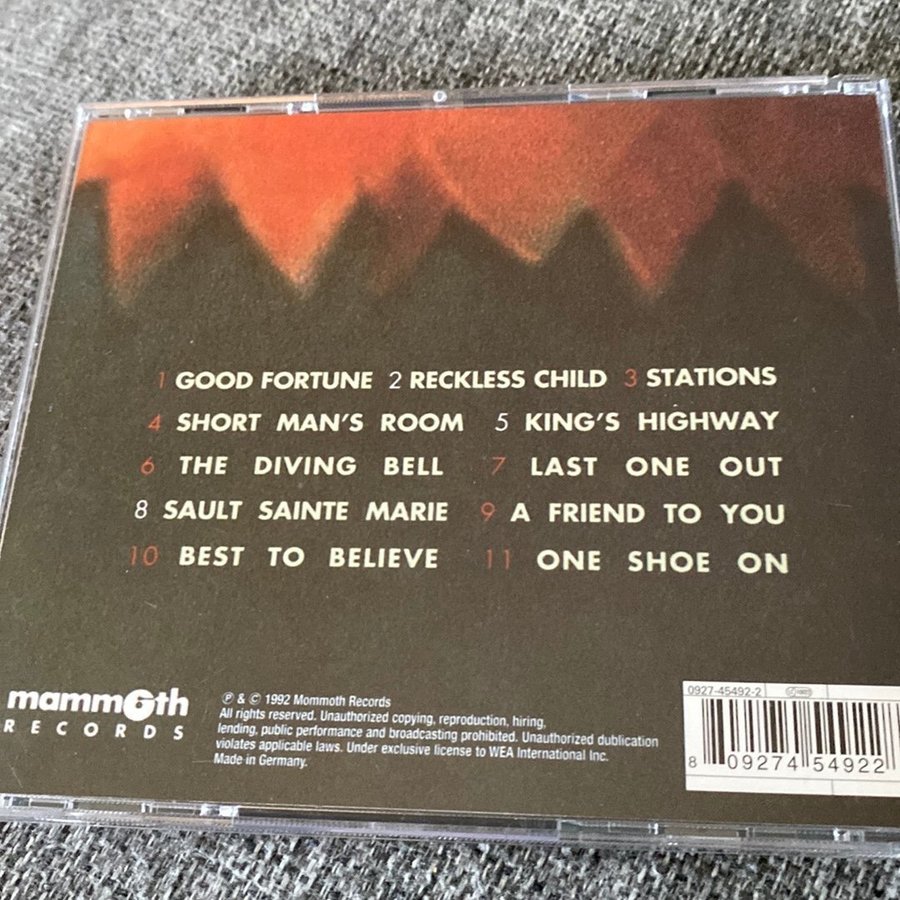 1 GOOD FORTUNE 2 RECKLESS CHILD 3 STATIONS
4 SHORT MAN'S ROOM 5 KING'S HIGHWAY
6 THE DIVING BELL 7 LAST ONE OUT
8 SAULT SAINTE MARIE 9 A FRIEND TO YOU
10 BEST TO BELIEVE 11 ONE SHOE ON
mammoth
RECORDS
℗ & © 1992 Mommoth Records
All rights reserved. Unauthorized copying, reproduction, hiring,
lending, public performance and broadcasting prohibited. Unauthorized dublication
violates applicable laws. Under exclusive license to WEA International Inc.
Made in Germany.
0927-45492-2
8 09274 54922